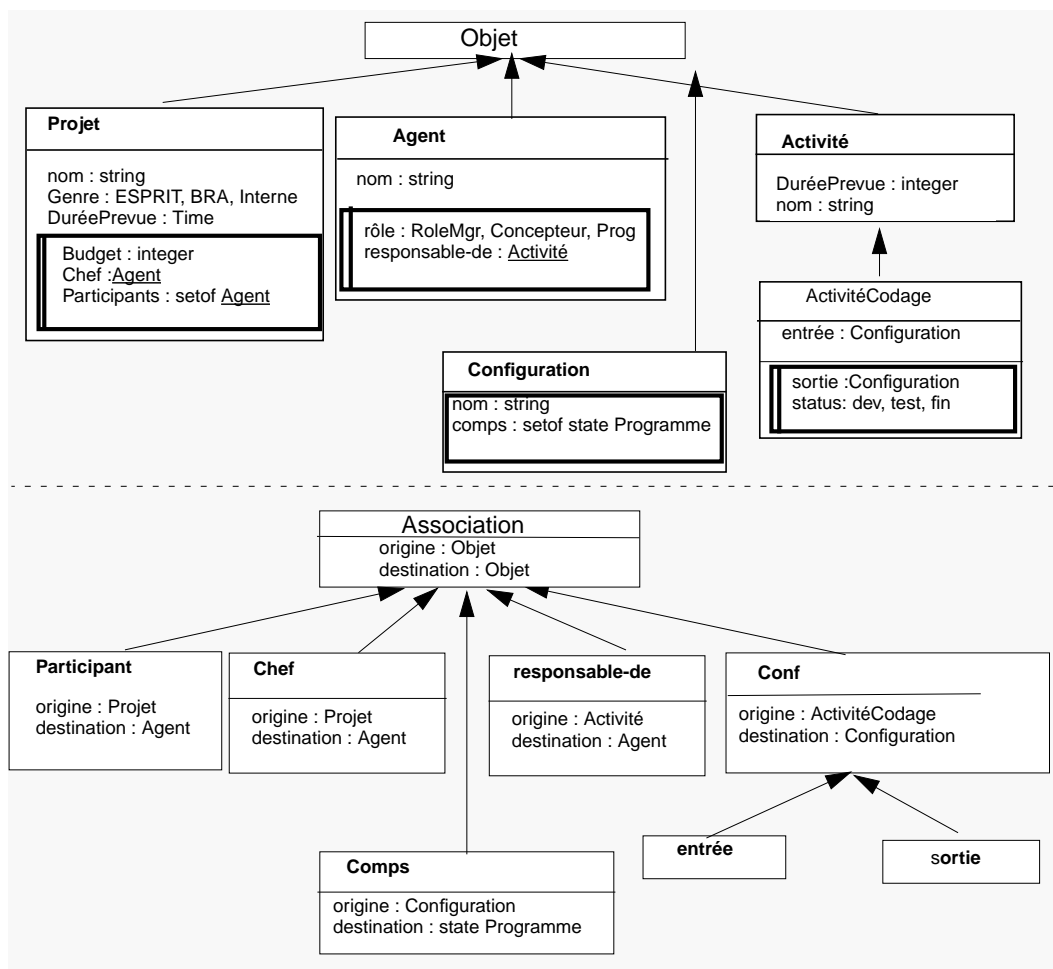 Objet
Projet
nom : string
Genre : ESPRIT, BRA, Interne
DuréePrevue : Time
Budget : integer
Chef :Agent
Participants : setof Agent
Agent
nom : string
rôle : RoleMgr, Concepteur, Prog
responsable-de : Activité
Activité
DuréePrevue : integer
nom : string
ActivitéCodage
entrée : Configuration
sortie :Configuration
status: dev, test, fin
Configuration
nom : string
comps : setof state Programme
Association
origine : Objet
destination : Objet
Participant
origine : Projet
destination : Agent
Chef
origine : Projet
destination : Agent
responsable-de
origine : Activité
destination : Agent
Conf
origine : ActivitéCodage
destination : Configuration
entrée
sortie
Comps
origine : Configuration
destination : state Programme